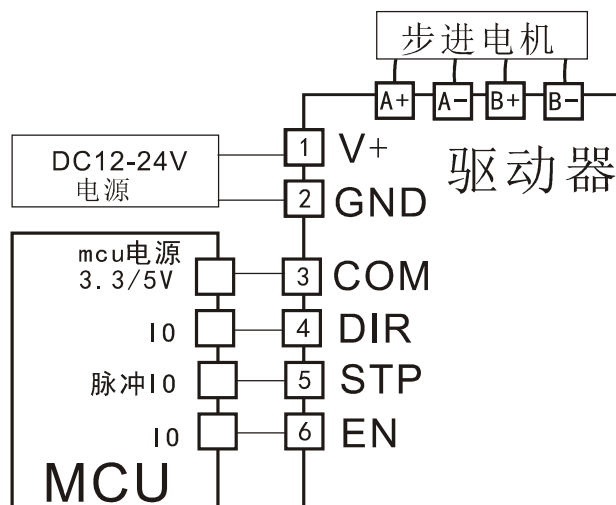 步进电机
A+ A- B+ B-
驱动器
DC12-24V
电源
1 V+
2 GND
mcu电源
3.3/5V
3 COM
IO 4 DIR
脉冲IO 5 STP
IO 6 EN
MCU